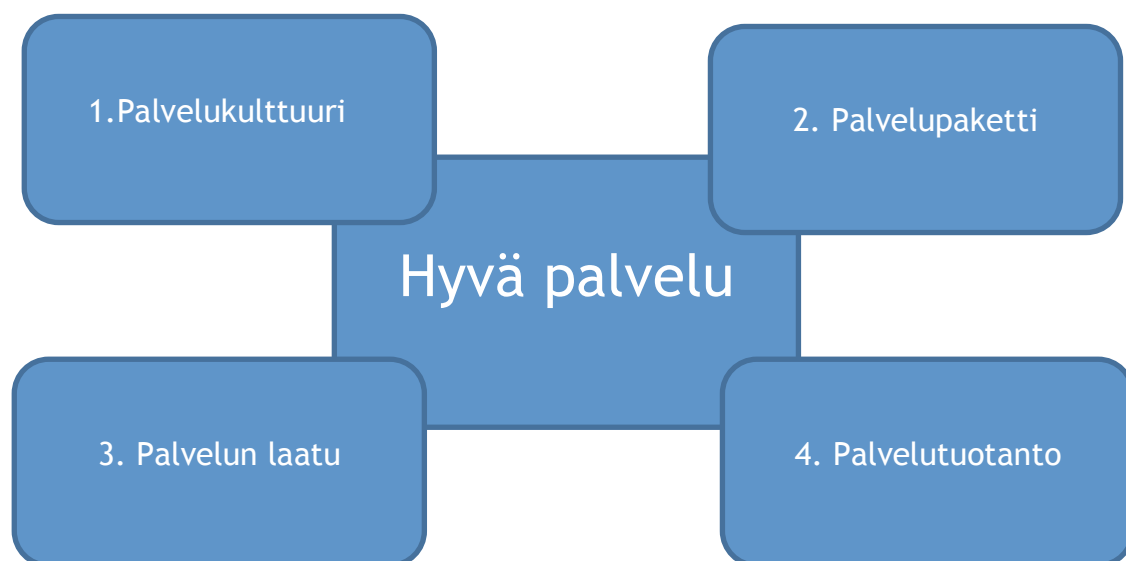 1.Palvelukulttuuri
2. Palvelupaketti
Hyvä palvelu
3. Palvelun laatu
4. Palvelutuotanto